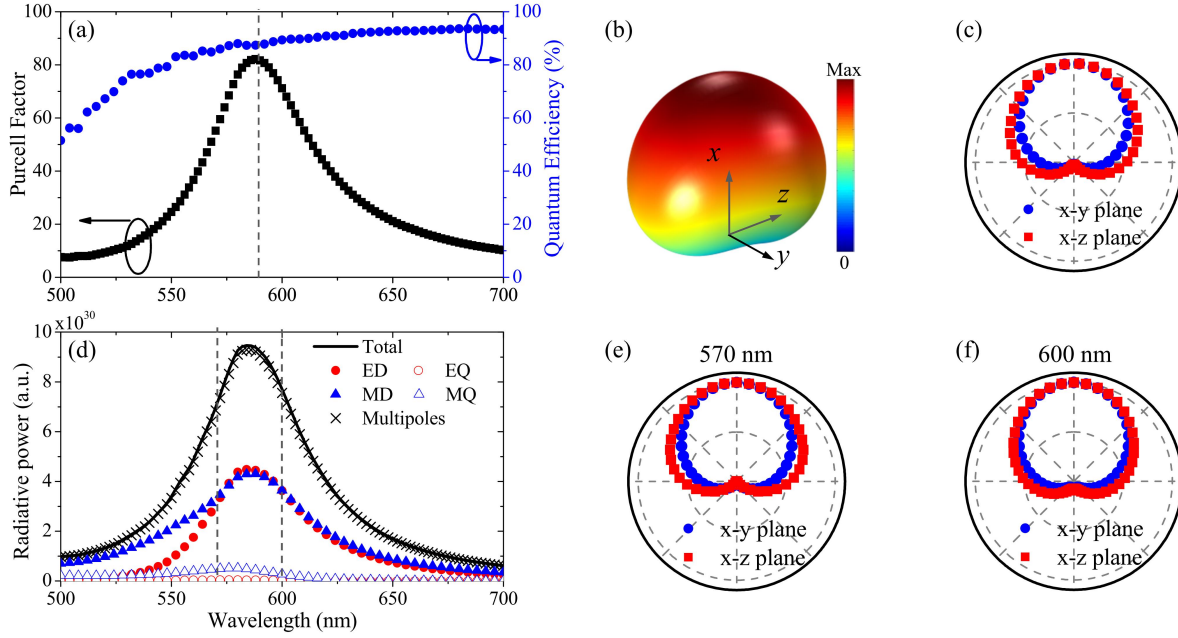 (a)
Purcell Factor
100
80
60
40
20
0
500 550 600 650 700
100
80
60
40
20
0
Quantum Efficiency (%)
(b)
Max
0
x
z
y
(c)
x-y plane
x-z plane
(d)
x10³⁰
Radiative power (a.u.)
10
8
6
4
2
0
Total
ED EQ
MD MQ
Multipoles
500 550 600 650 700
Wavelength (nm)
(e) 570 nm
x-y plane
x-z plane
(f) 600 nm
x-y plane
x-z plane